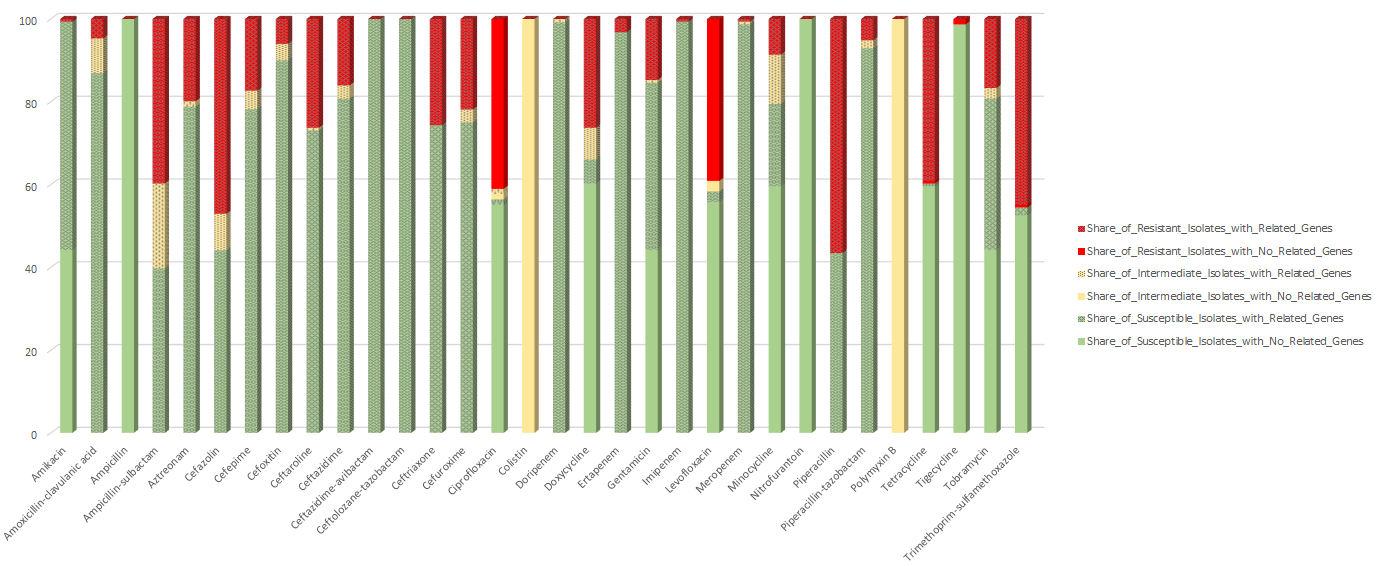 100
80
60
40
20
0
Amikacin
Amoxicillin-clavulanic acid
Ampicillin
Ampicillin-sulbactam
Aztreonam
Cefazolin
Cefepime
Cefoxitin
Ceftaroline
Ceftazidime
Ceftazidime-avibactam
Ceftolozane-tazobactam
Ceftriaxone
Cefuroxime
Ciprofloxacin
Colistin
Doripenem
Doxycycline
Ertapenem
Gentamicin
Imipenem
Levofloxacin
Meropenem
Minocycline
Nitrofurantoin
Piperacillin
Piperacillin-tazobactam
Polymyxin B
Tetracycline
Tigecycline
Tobramycin
Trimethoprim-sulfamethoxazole
Share_of_Resistant_Isolates_with_Related_Genes
Share_of_Resistant_Isolates_with_No_Related_Genes
Share_of_Intermediate_Isolates_with_Related_Genes
Share_of_Intermediate_Isolates_with_No_Related_Genes
Share_of_Susceptible_Isolates_with_Related_Genes
Share_of_Susceptible_Isolates_with_No_Related_Genes